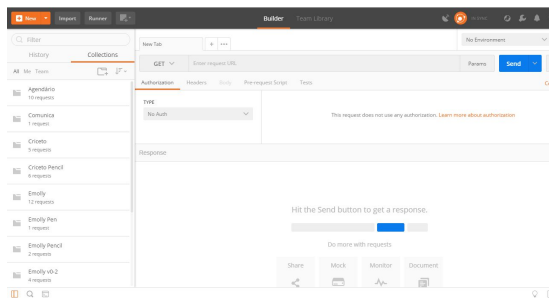 New Import Runner Builder Team Library
Filter
History Collections
All Me Team
Agendário
10 requests
Comunica
1 request
Criceto
5 requests
Criceto Pencil
6 requests
Emolly
12 requests
Emolly Pen
1 request
Emolly Pencil
2 requests
Emolly v0-2
4 requests
New Tab + ••• No Environment
GET Enter request URL Params Send
Authorization Headers Body Pre-request Script Tests
TYPE
No Auth
This request does not use any authorization. Learn more about authorization
Response
Hit the Send button to get a response.
Do more with requests
Share Mock Monitor Document